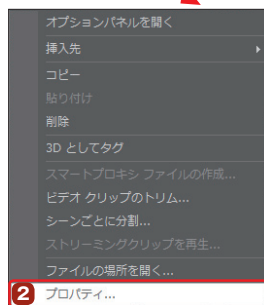 オプションパネルを開く
挿入先
コピー
貼り付け
削除
3D としてタグ
スマートプロキシ ファイルの作成...
ビデオ クリップのトリム...
シーンごとに分割...
ストリーミングクリップを再生...
ファイルの場所を開く...
2 プロパティ...